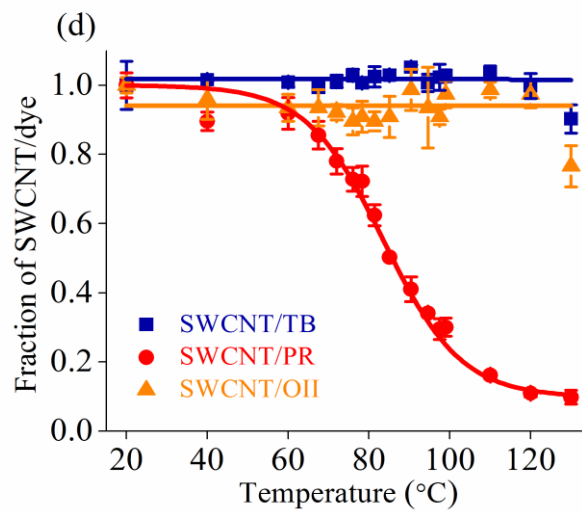 (d)
Fraction of SWCNT/dye
1.0
0.8
0.6
0.4
0.2
0.0
SWCNT/TB
SWCNT/PR
SWCNT/OII
20
40
60
80
100
120
Temperature (°C)